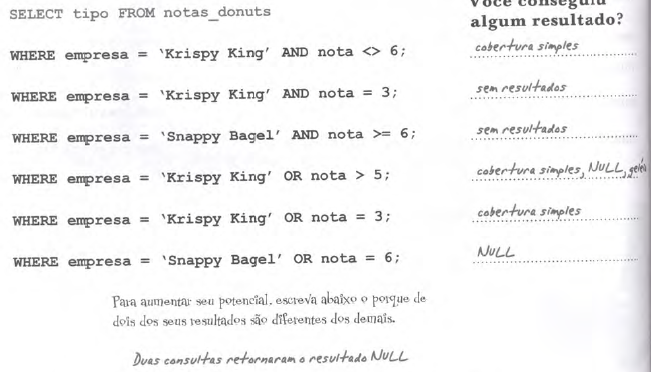 SELECT tipo FROM notas_donuts
Você conseguiu
algum resultado?
WHERE empresa = 'Krispy King' AND nota <> 6;
cobertura simples
WHERE empresa = 'Krispy King' AND nota = 3;
sem resultados
WHERE empresa = 'Snappy Bagel' AND nota >= 6;
sem resultados
WHERE empresa = 'Krispy King' OR nota > 5;
cobertura simples, NULL, geléia
WHERE empresa = 'Krispy King' OR nota = 3;
cobertura simples
WHERE empresa = 'Snappy Bagel' OR nota = 6;
NULL
Para aumentar seu potencial, escreva abaixo o porque de
dois dos seus resultados são diferentes dos demais.
Duas consultas retornaram o resultado NULL